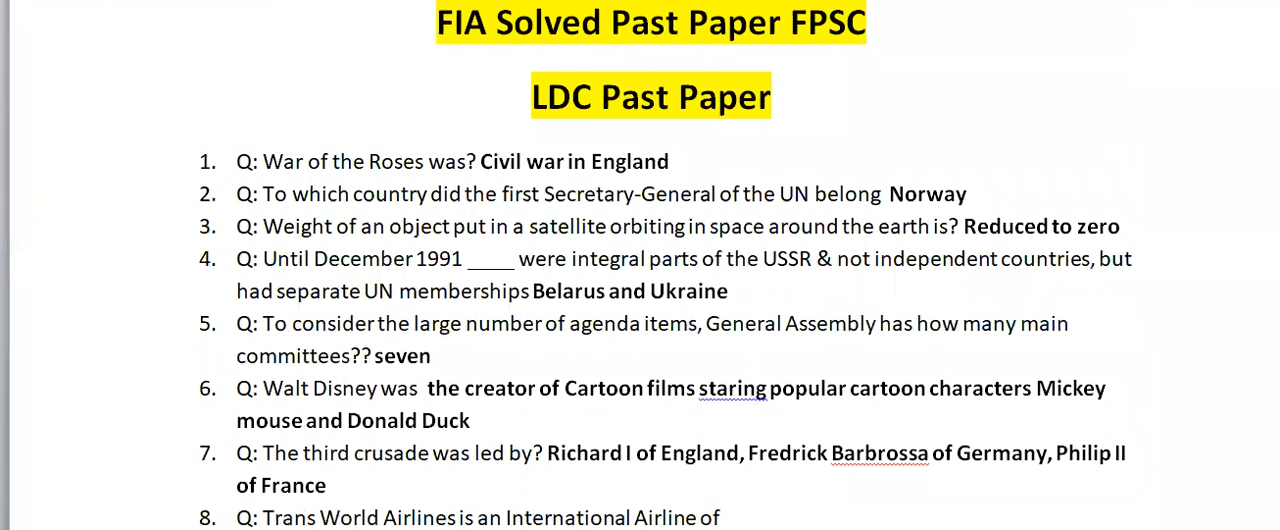 FIA Solved Past Paper FPSC
LDC Past Paper
1. Q: War of the Roses was? Civil war in England
2. Q: To which country did the first Secretary-General of the UN belong Norway
3. Q: Weight of an object put in a satellite orbiting in space around the earth is? Reduced to zero
4. Q: Until December 1991 ____ were integral parts of the USSR & not independent countries, but
had separate UN memberships Belarus and Ukraine
5. Q: To consider the large number of agenda items, General Assembly has how many main
committees?? seven
6. Q: Walt Disney was the creator of Cartoon films staring popular cartoon characters Mickey
mouse and Donald Duck
7. Q: The third crusade was led by? Richard I of England, Fredrick Barbrossa of Germany, Philip II
of France
8. Q: Trans World Airlines is an International Airline of